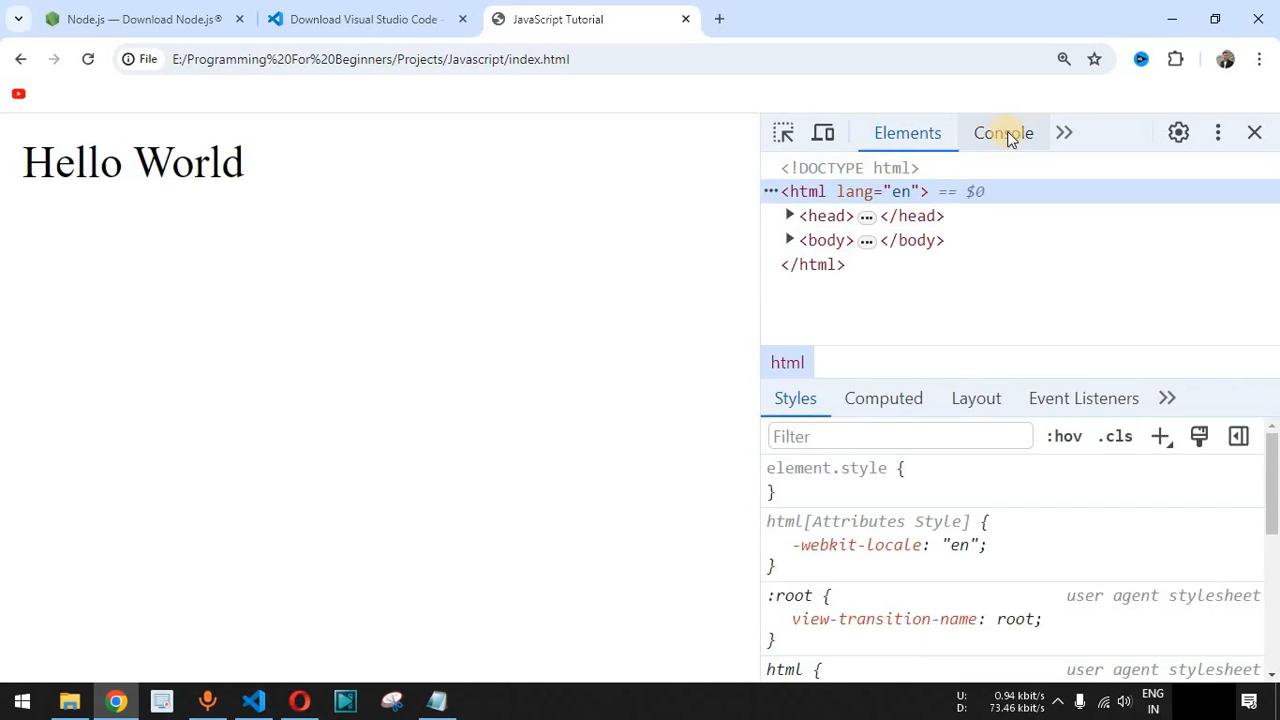 Node.js — Download Node.js®
Download Visual Studio Code -
JavaScript Tutorial
File
E:/Programming%20For%20Beginners/Projects/Javascript/index.html
Hello World
Elements
Console
<!DOCTYPE html>
<html lang="en"> == $0
<head> </head>
<body> </body>
</html>
html
Styles
Computed
Layout
Event Listeners
Filter
:hov
.cls
element.style {
}
html[Attributes Style] {
-webkit-locale: "en";
}
:root {
user agent stylesheet
view-transition-name: root;
}
html {
user agent stylesheet
U:
0.94 kbit/s
D:
73.46 kbit/s
ENG
IN